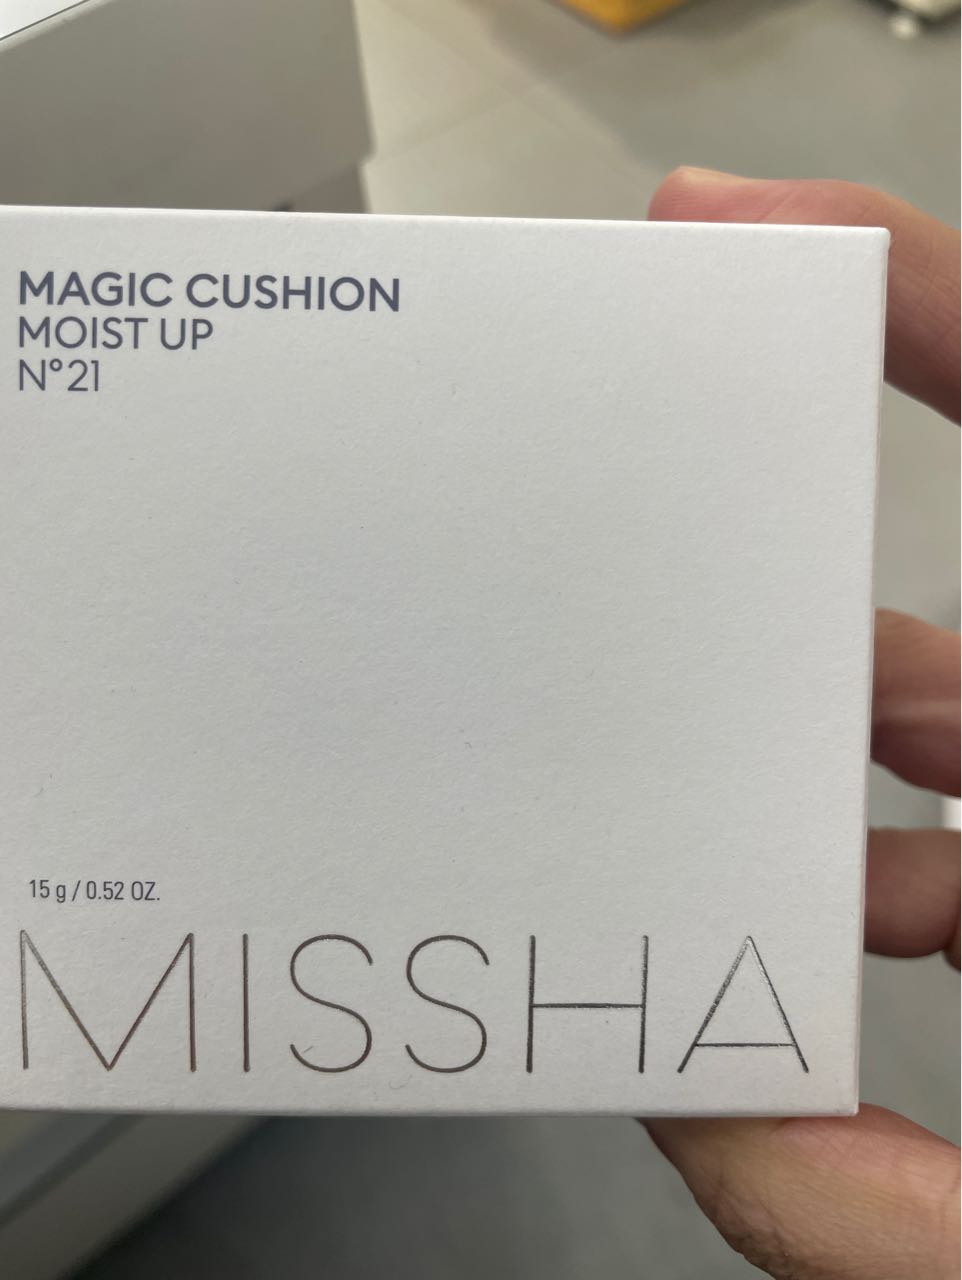 MAGIC CUSHION
MOIST UP
N°21
15 g / 0.52 OZ.
MISSHA